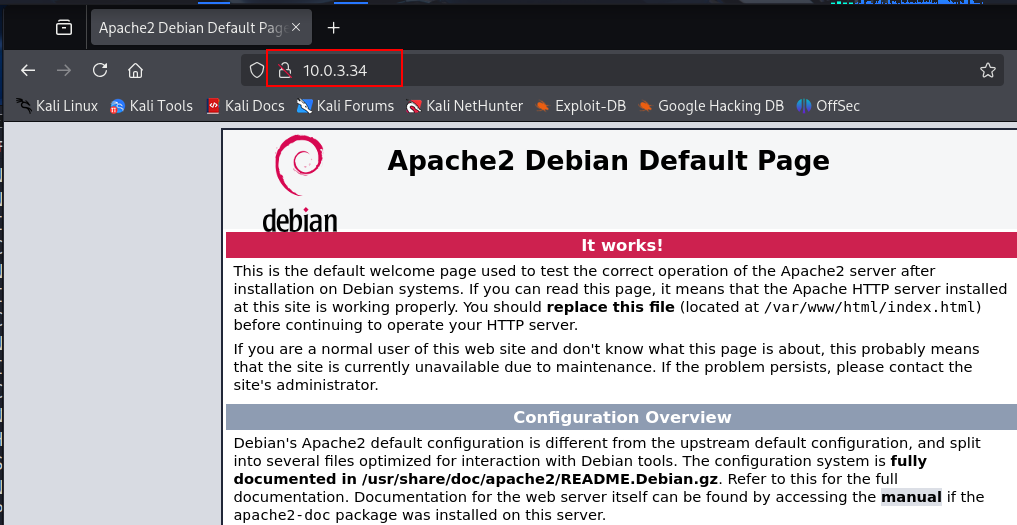 Apache2 Debian Default Pag
10.0.3.34
Kali Linux Kali Tools Kali Docs Kali Forums Kali NetHunter Exploit-DB Google Hacking DB OffSec
debian
Apache2 Debian Default Page
It works!
This is the default welcome page used to test the correct operation of the Apache2 server after
installation on Debian systems. If you can read this page, it means that the Apache HTTP server installed
at this site is working properly. You should replace this file (located at /var/www/html/index.html)
before continuing to operate your HTTP server.
If you are a normal user of this web site and don't know what this page is about, this probably means
that the site is currently unavailable due to maintenance. If the problem persists, please contact the
site's administrator.
Configuration Overview
Debian's Apache2 default configuration is different from the upstream default configuration, and split
into several files optimized for interaction with Debian tools. The configuration system is fully
documented in /usr/share/doc/apache2/README.Debian.gz. Refer to this for the full
documentation. Documentation for the web server itself can be found by accessing the manual if the
apache2-doc package was installed on this server.